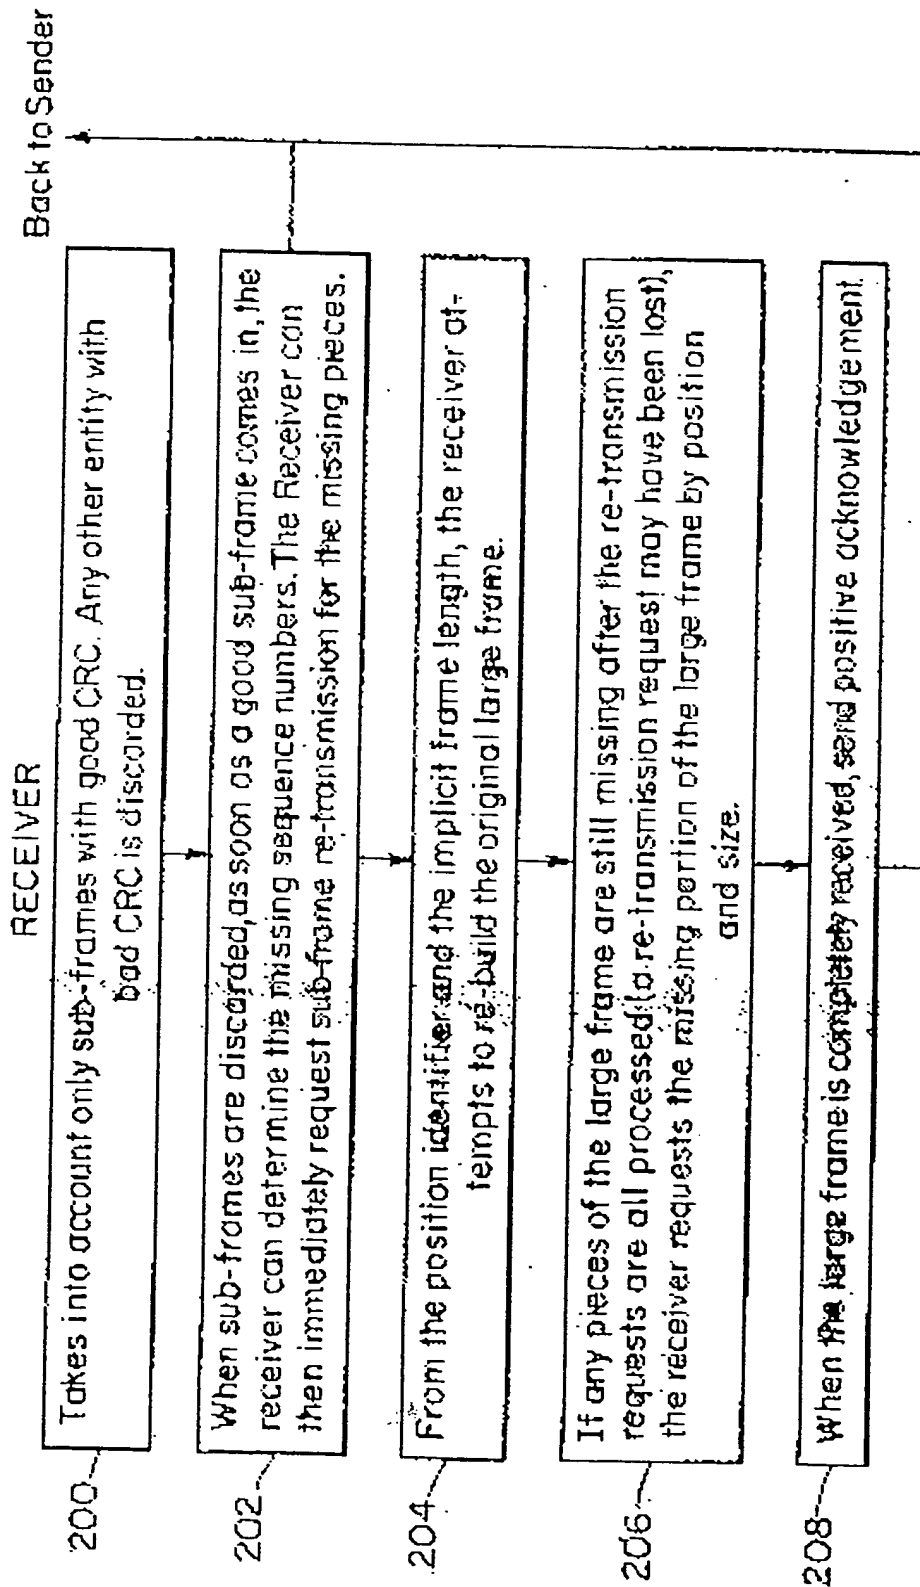 RECEIVER
Back to Sender
200
Takes into account only sub-frames with good CRC. Any other entity with
bad CRC is discarded.
202
When sub-frames are discarded, as soon as a good sub-frame comes in, the
receiver can determine the missing sequence numbers. The Receiver can
then immediately request sub-frame re-transmission for the missing pieces.
204
From the position identifier and the implicit frame length, the receiver at-
tempts to re-build the original large frame.
206
If any pieces of the large frame are still missing after the re-transmission
requests are all processed (a re-transmission request may have been lost),
the receiver requests the missing portion of the large frame by position
and size.
208
When the large frame is completely received, send positive acknowledgement